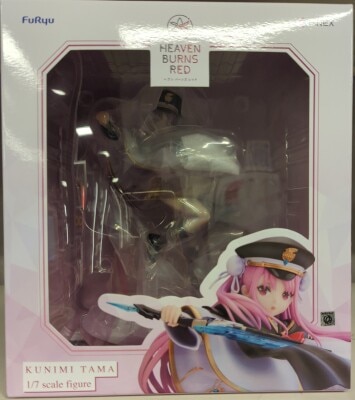 FuRyu
HEAVEN
BURNS
RED
KUNIMI TAMA
1/7 scale figure